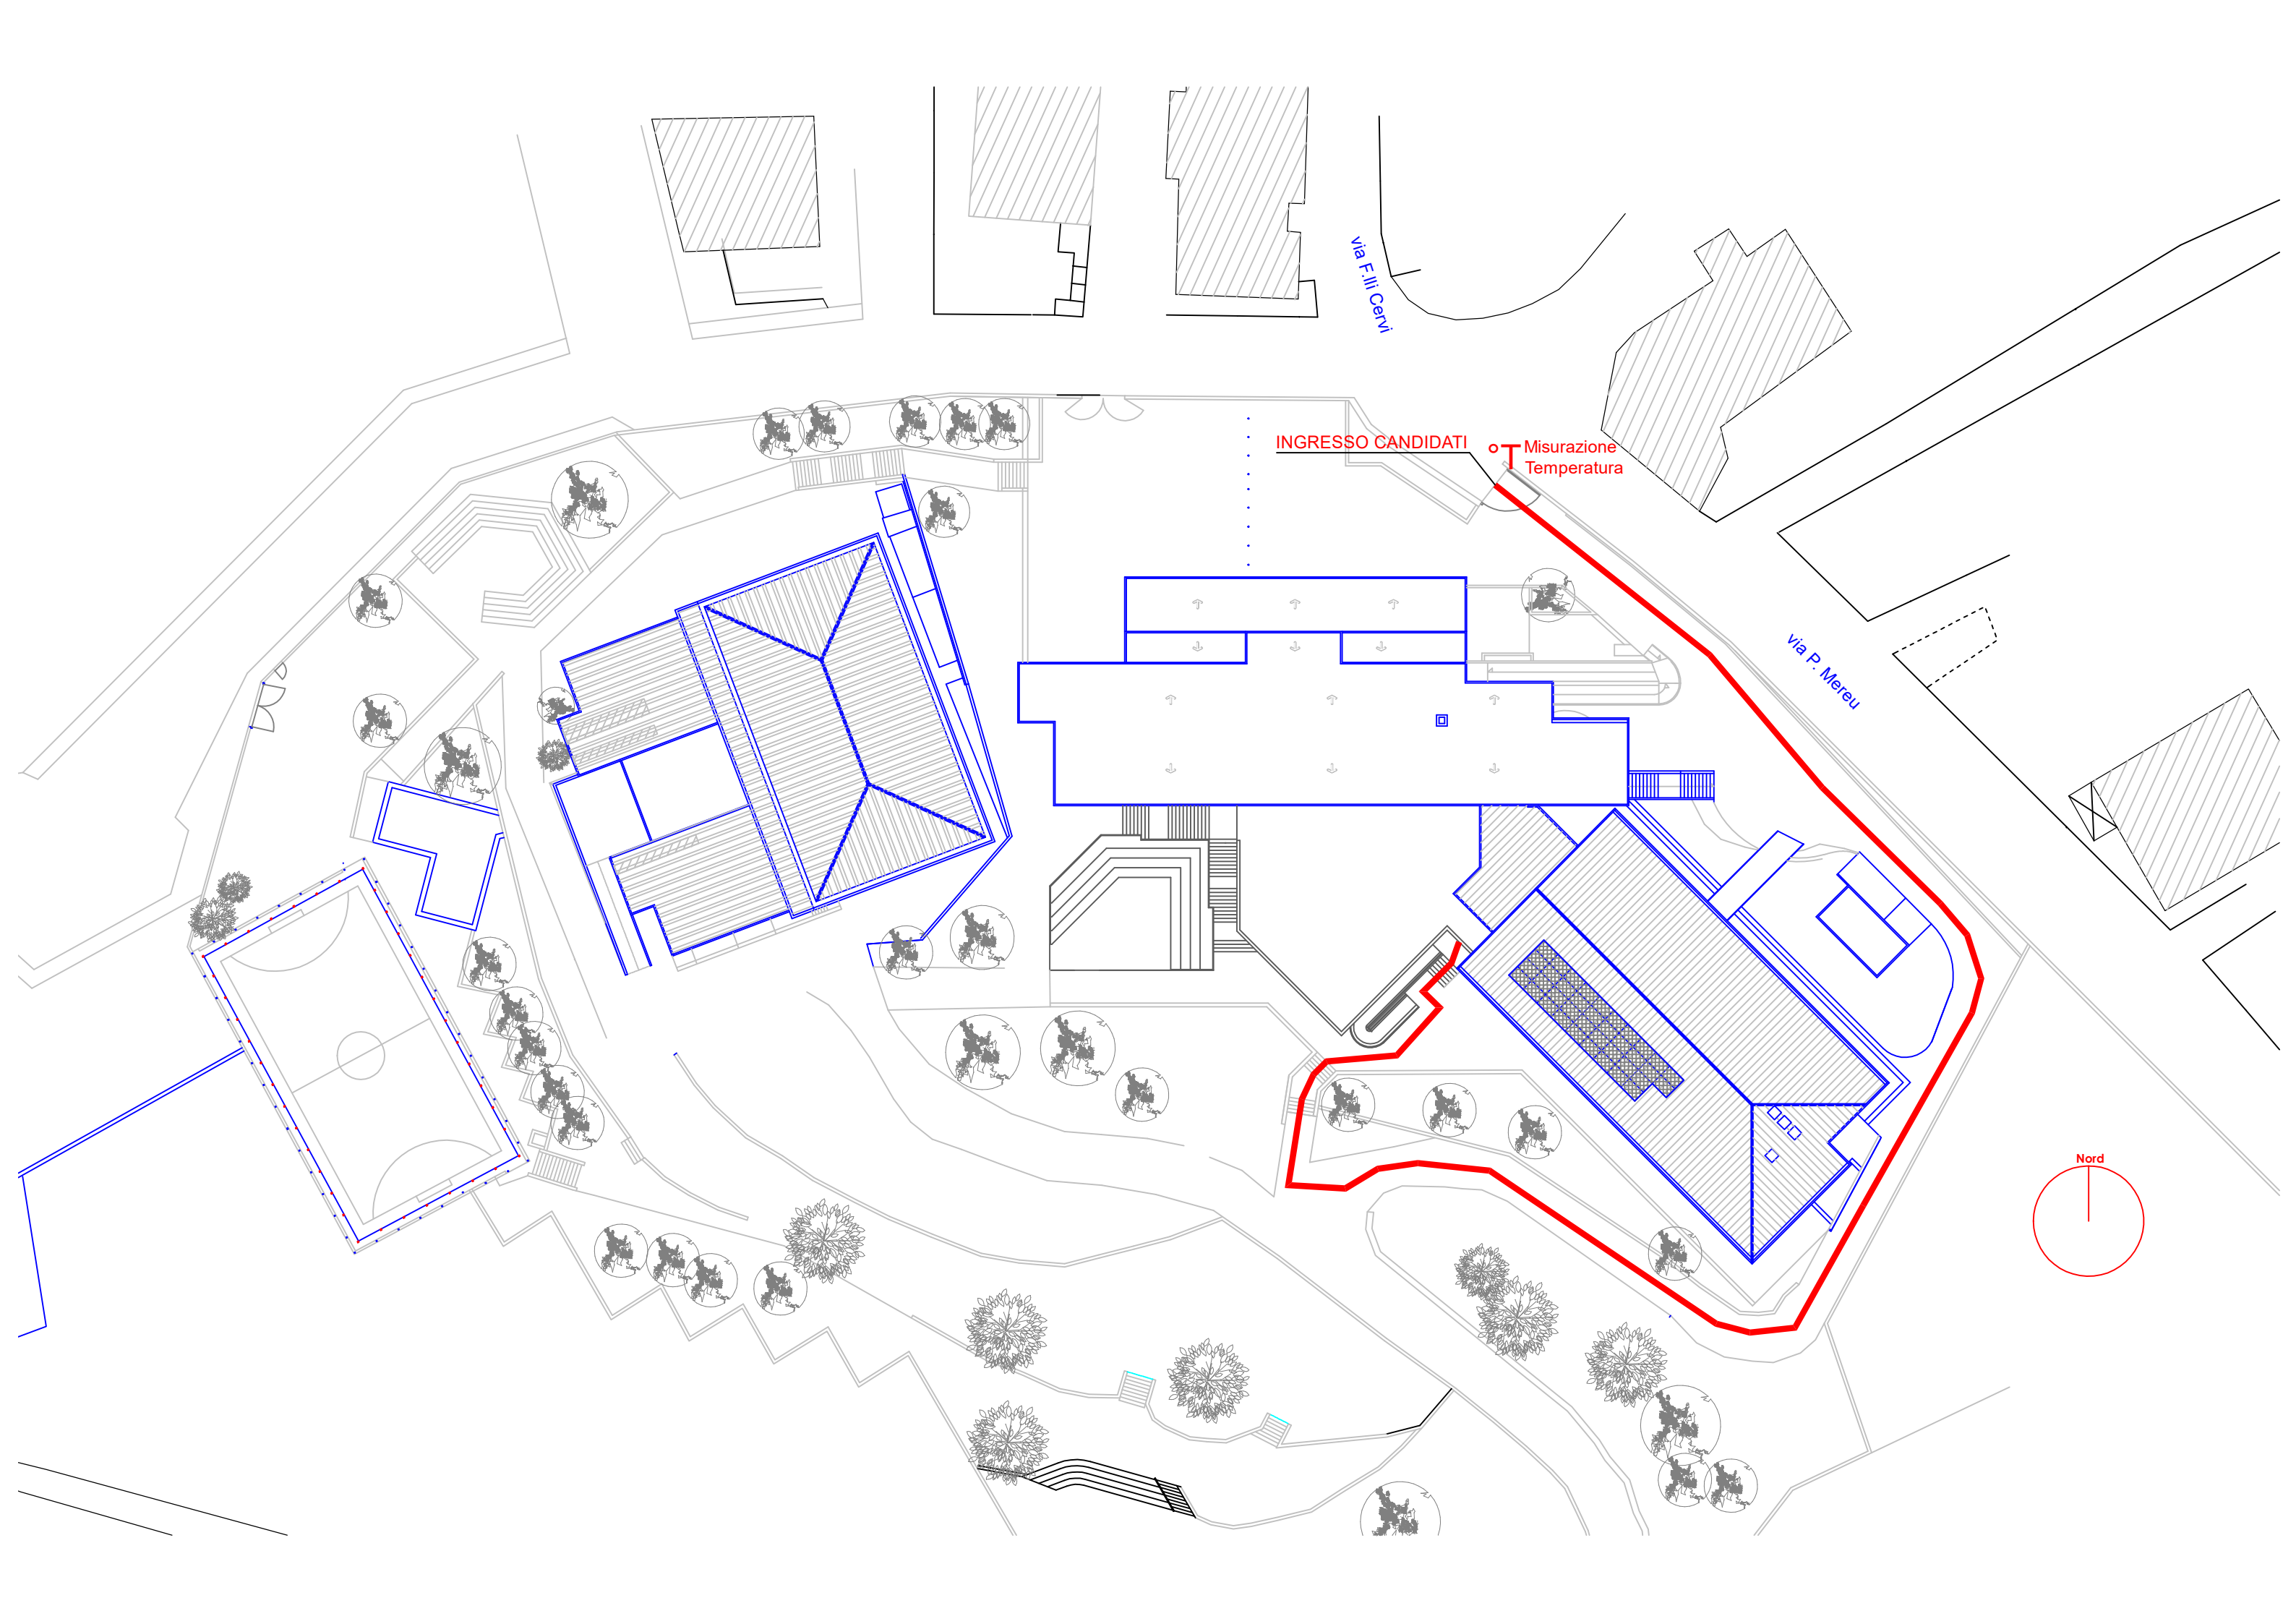 via F.lli Cervi
INGRESSO CANDIDATI
Misurazione
Temperatura
via P. Mereu
Nord